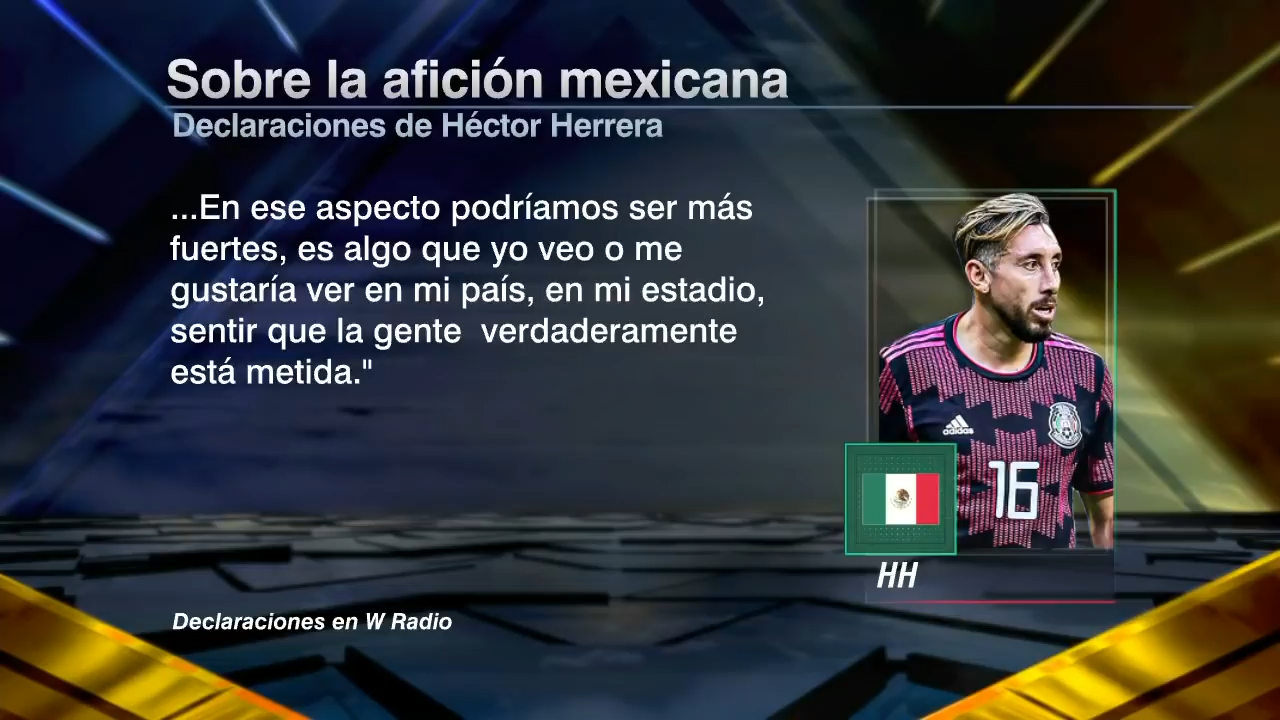 Sobre la afición mexicana
Declaraciones de Héctor Herrera
...En ese aspecto podríamos ser más
fuertes, es algo que yo veo o me
gustaría ver en mi país, en mi estadio,
sentir que la gente  verdaderamente
está metida."
adidas
16
HH
Declaraciones en W Radio